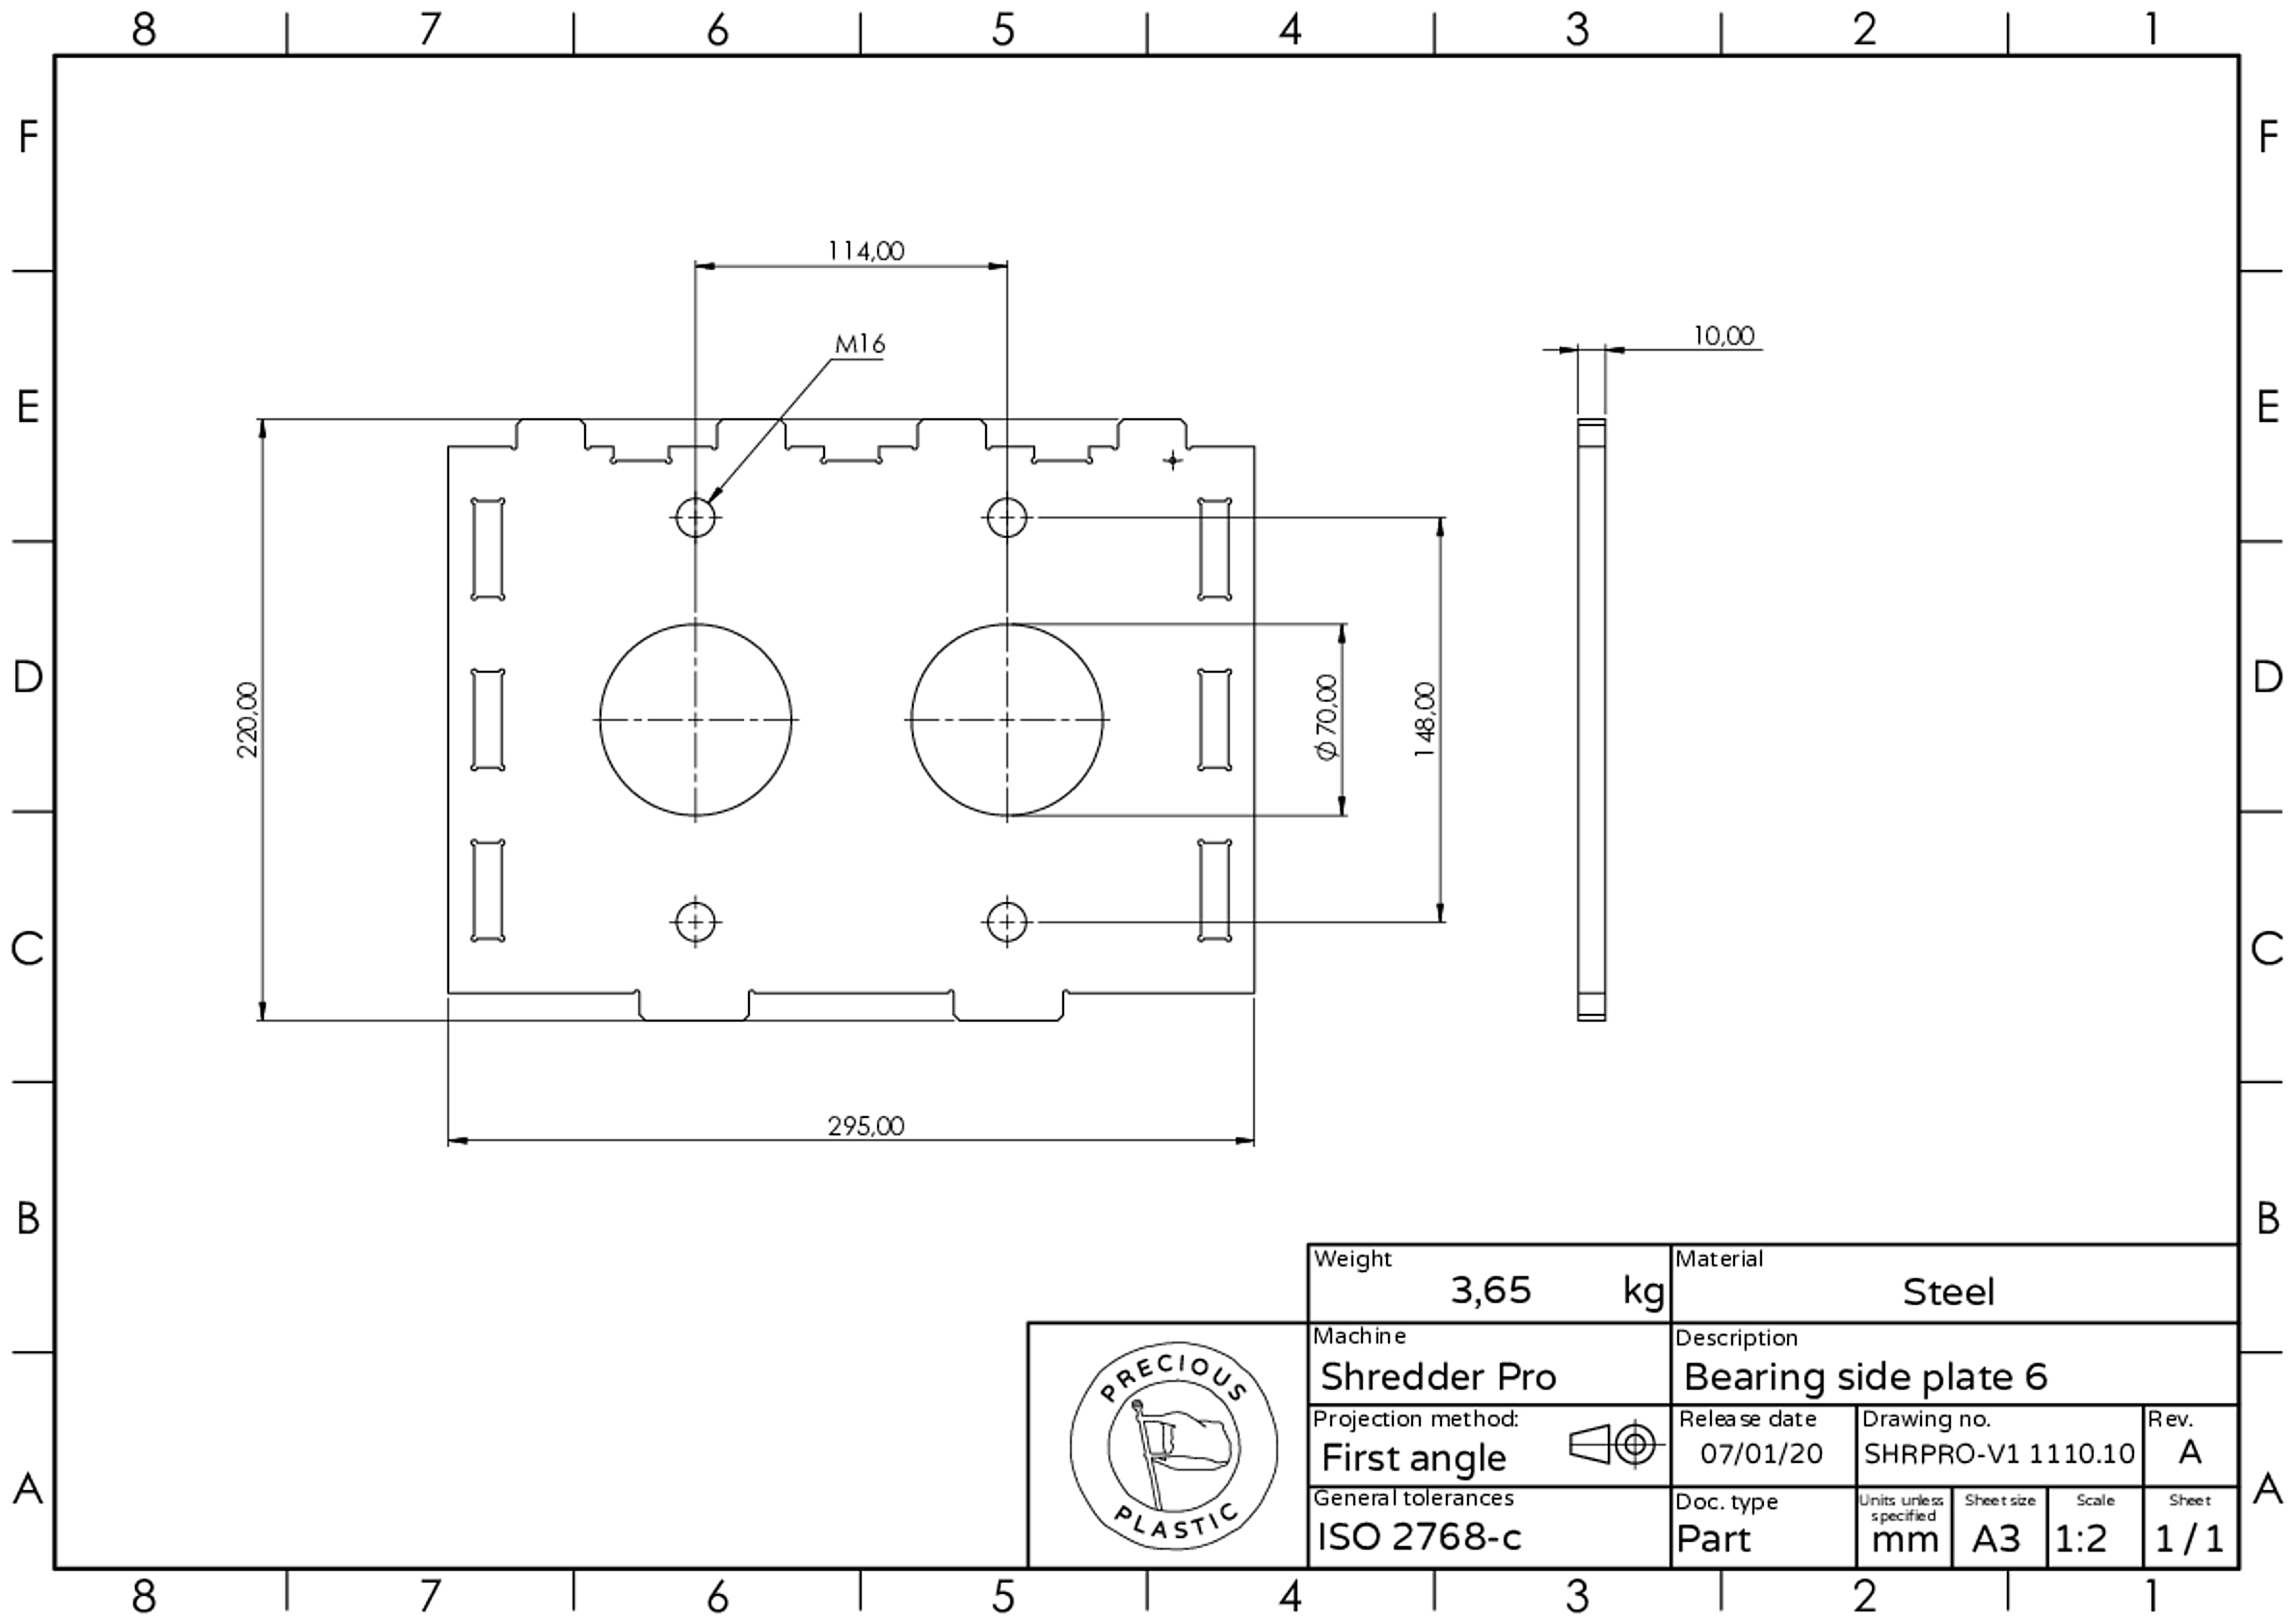 8 7 6 5 4 3 2 1
F F
E E
D D
C C
B B
A A
114,00
M16
10,00
220,00
Ø70,00
148,00
295,00
Weight
3,65 kg
Material
Steel
Machine
Shredder Pro
Description
Bearing side plate 6
Projection method:
First angle
Release date
07/01/20
Drawing no.
SHRPRO-V1 1110.10
Rev.
A
General tolerances
ISO 2768-c
Doc. type
Part
Units unless
specified
mm
Sheet size
A3
Scale
1:2
Sheet
1 / 1
PRECIOUS
PLASTIC
8 7 6 5 4 3 2 1